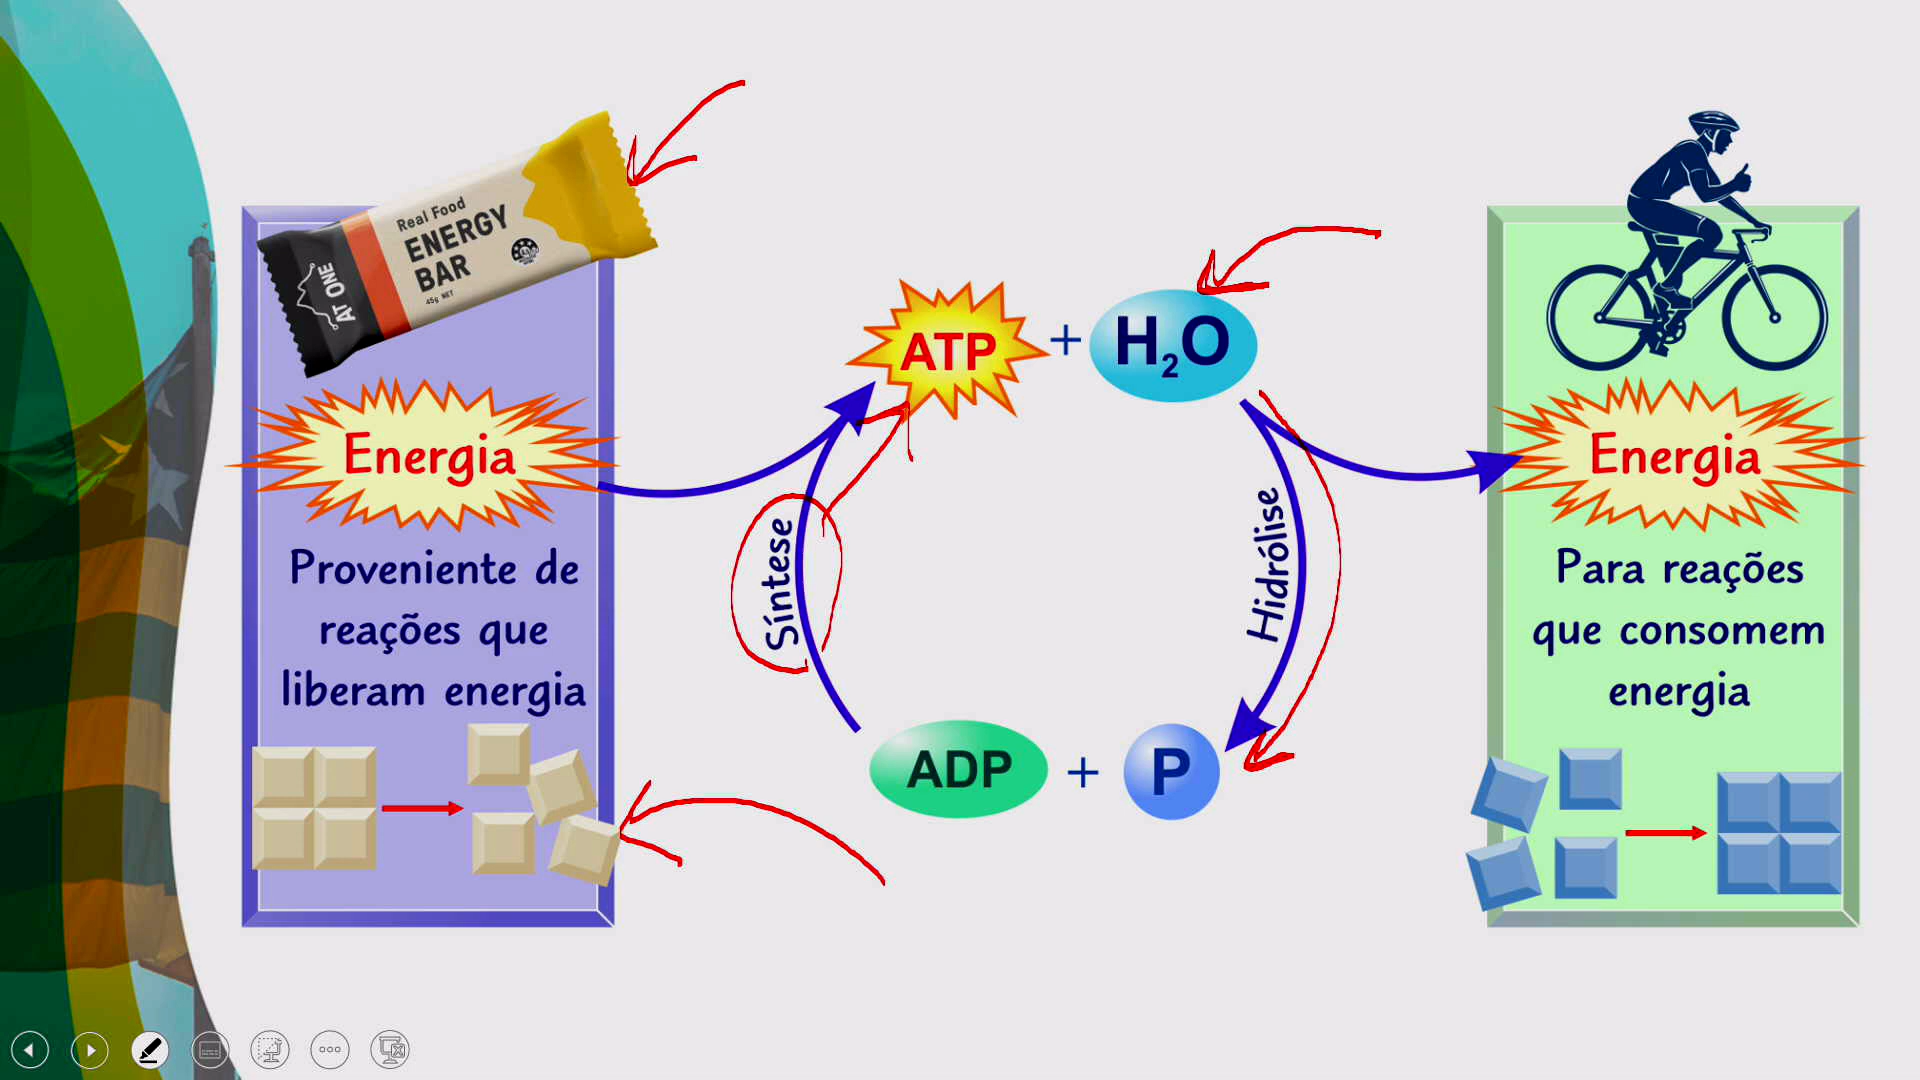 Real Food
ENERGY
BAR
45g NET
AT ONE
Energia
Proveniente de
reações que
liberam energia
ATP + H₂O
Síntese
Hidrólise
ADP + P
Energia
Para reações
que consomem
energia